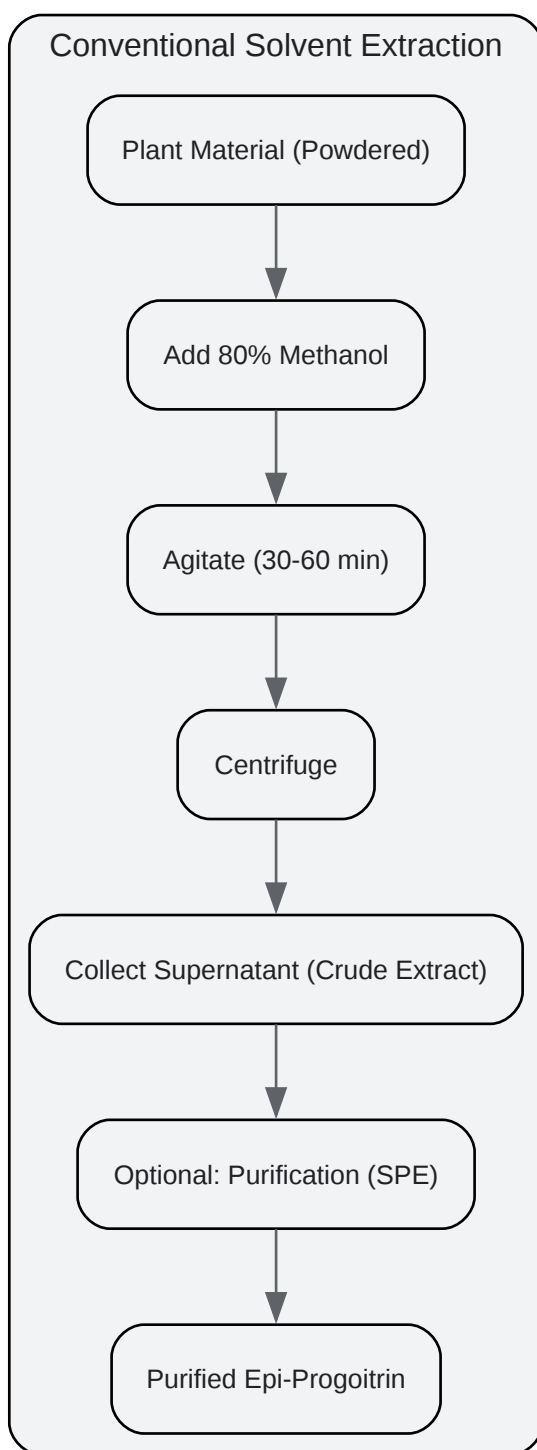 Conventional Solvent Extraction
Plant Material (Powdered)
Add 80% Methanol
Agitate (30-60 min)
Centrifuge
Collect Supernatant (Crude Extract)
Optional: Purification (SPE)
Purified Epi-Progoitrin